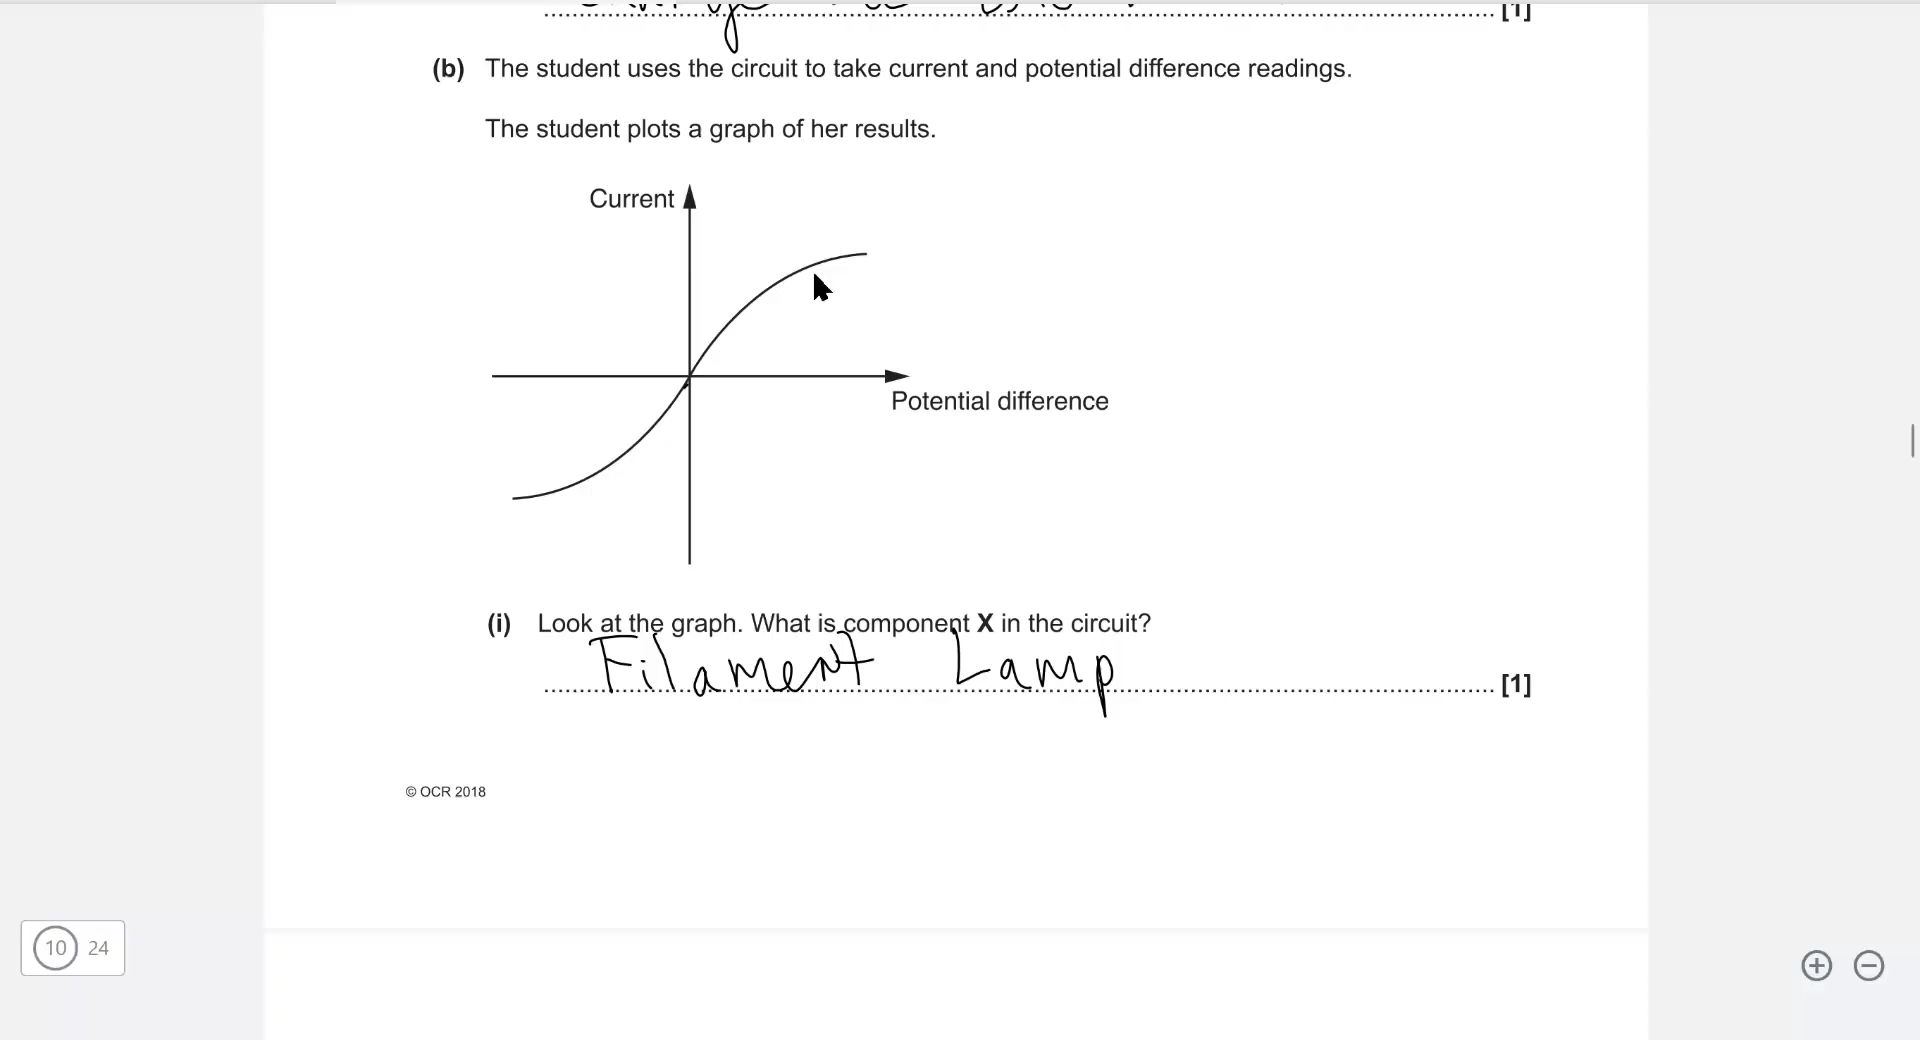 [1]
(b) The student uses the circuit to take current and potential difference readings.
The student plots a graph of her results.
Current
Potential difference
(i) Look at the graph. What is component X in the circuit?
Filament Lamp
[1]
© OCR 2018
10 24